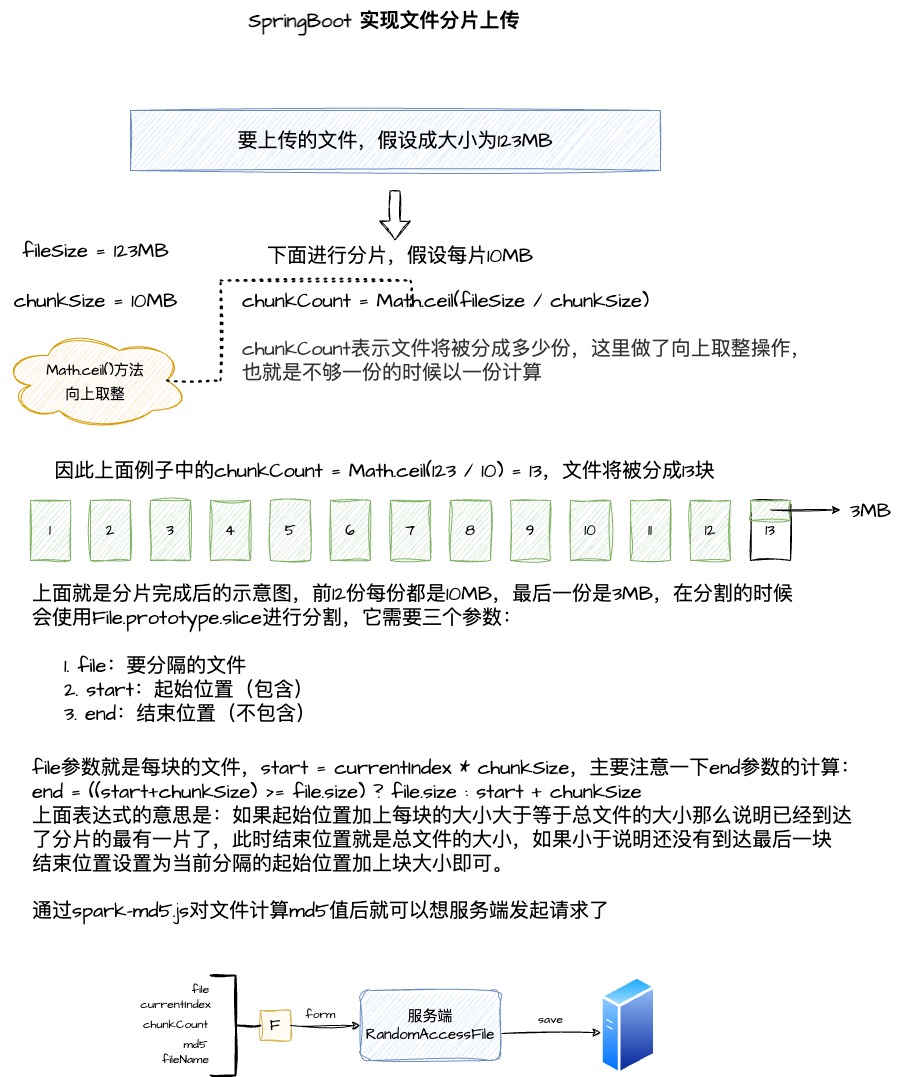 SpringBoot 实现文件分片上传
要上传的文件，假设成大小为123MB
fileSize = 123MB
下面进行分片，假设每片10MB
chunkSize = 10MB
chunkCount = Math.ceil(fileSize / chunkSize)
chunkCount表示文件将被分成多少份，这里做了向上取整操作，
也就是不够一份的时候以一份计算
Math.ceil()方法
向上取整
因此上面例子中的chunkCount = Math.ceil(123 / 10) = 13，文件将被分成13块
1 2 3 4 5 6 7 8 9 10 11 12 13 3MB
上面就是分片完成后的示意图，前12份每份都是10MB，最后一份是3MB，在分割的时候
会使用File.prototype.slice进行分割，它需要三个参数：
1. file：要分隔的文件
2. start：起始位置（包含）
3. end：结束位置（不包含）
file参数就是每块的文件，start = currentIndex * chunkSize，主要注意一下end参数的计算：
end = ((start+chunkSize) >= file.size) ? file.size : start + chunkSize
上面表达式的意思是：如果起始位置加上每块的大小大于等于总文件的大小那么说明已经到达
了分片的最有一片了，此时结束位置就是总文件的大小，如果小于说明还没有到达最后一块
结束位置设置为当前分隔的起始位置加上块大小即可。
通过spark-md5.js对文件计算md5值后就可以想服务端发起请求了
file
currentIndex
chunkCount
md5
fileName
F
form
服务端
RandomAccessFile
save